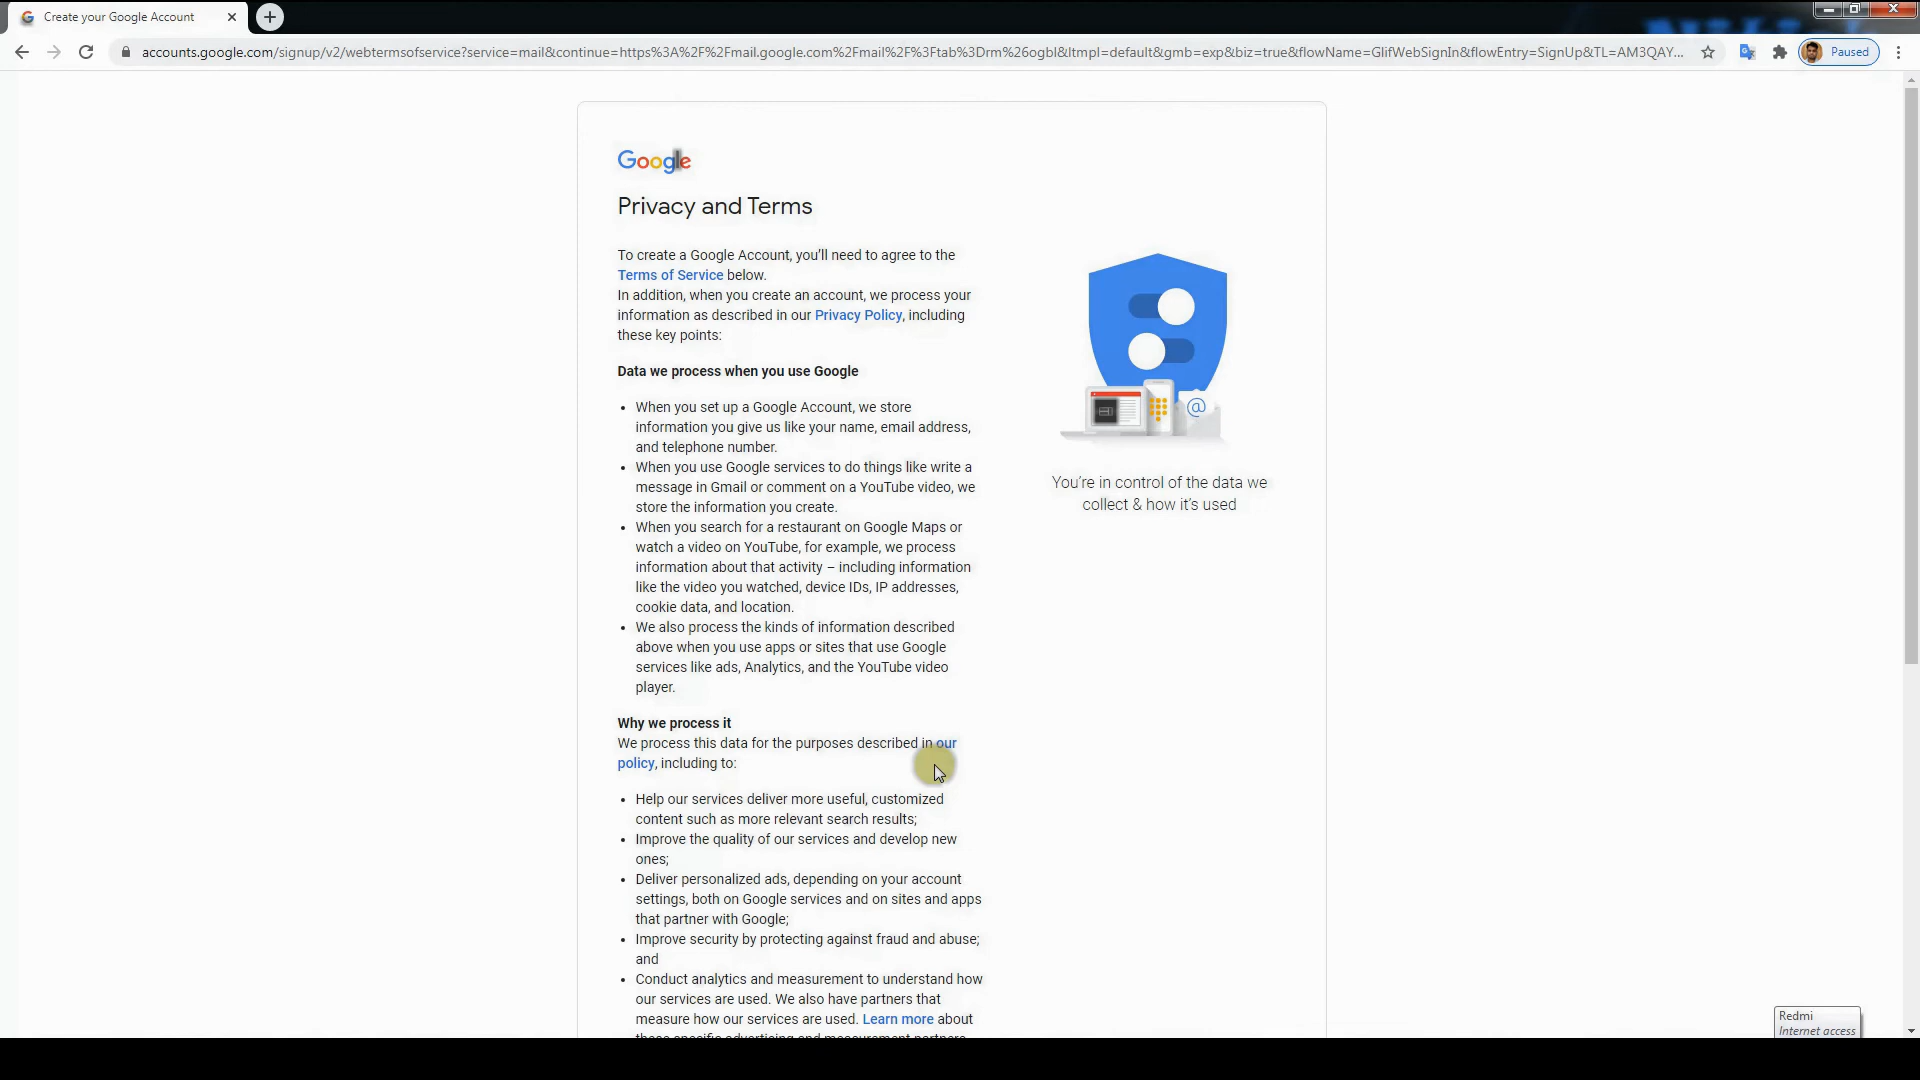 Create your Google Account
accounts.google.com/signup/v2/webtermsofservice?service=mail&continue=https%3A%2F%2Fmail.google.com%2Fmail%2F%3Ftab%3Drm%26ogbl&ltmpl=default&gmb=exp&biz=true&flowName=GlifWebSignIn&flowEntry=SignUp&TL=AM3QAY...
Paused
Google
Privacy and Terms
To create a Google Account, you'll need to agree to the
Terms of Service below.
In addition, when you create an account, we process your
information as described in our Privacy Policy, including
these key points:
Data we process when you use Google
• When you set up a Google Account, we store
information you give us like your name, email address,
and telephone number.
• When you use Google services to do things like write a
message in Gmail or comment on a YouTube video, we
store the information you create.
• When you search for a restaurant on Google Maps or
watch a video on YouTube, for example, we process
information about that activity – including information
like the video you watched, device IDs, IP addresses,
cookie data, and location.
• We also process the kinds of information described
above when you use apps or sites that use Google
services like ads, Analytics, and the YouTube video
player.
Why we process it
We process this data for the purposes described in our
policy, including to:
• Help our services deliver more useful, customized
content such as more relevant search results;
• Improve the quality of our services and develop new
ones;
• Deliver personalized ads, depending on your account
settings, both on Google services and on sites and apps
that partner with Google;
• Improve security by protecting against fraud and abuse;
and
• Conduct analytics and measurement to understand how
our services are used. We also have partners that
measure how our services are used. Learn more about
@
You're in control of the data we
collect & how it's used
Redmi
Internet access